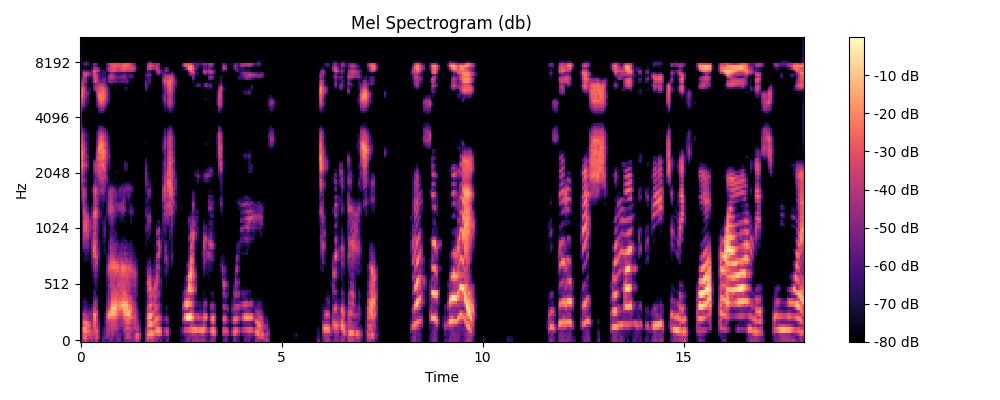 Mel Spectrogram (db)
Hz
8192
4096
2048
1024
512
0
0
5
10
15
Time
-10 dB
-20 dB
-30 dB
-40 dB
-50 dB
-60 dB
-70 dB
-80 dB